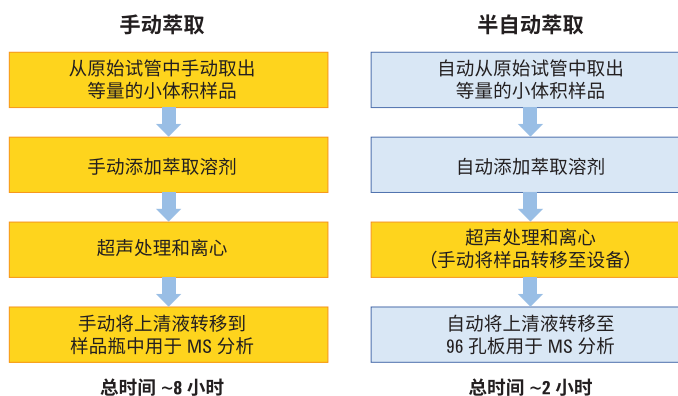 手动萃取
从原始试管中手动取出
等量的小体积样品
手动添加萃取溶剂
超声处理和离心
手动将上清液转移到
样品瓶中用于 MS 分析
总时间 ~8 小时
半自动萃取
自动从原始试管中取出
等量的小体积样品
自动添加萃取溶剂
超声处理和离心
（手动将样品转移至设备）
自动将上清液转移至
96 孔板用于 MS 分析
总时间 ~2 小时